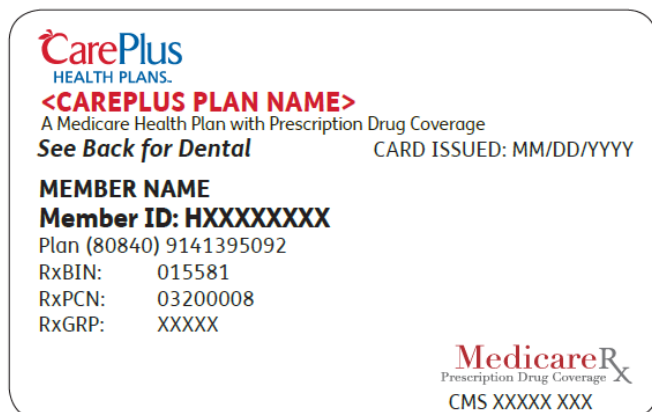 CarePlus
HEALTH PLANS™
<CAREPLUS PLAN NAME>
A Medicare Health Plan with Prescription Drug Coverage
See Back for Dental CARD ISSUED: MM/DD/YYYY
MEMBER NAME
Member ID: HXXXXXXXX
Plan (80840) 9141395092
RxBIN: 015581
RxPCN: 03200008
RxGRP: XXXXX
MedicareRx
Prescription Drug Coverage
CMS XXXXX XXX